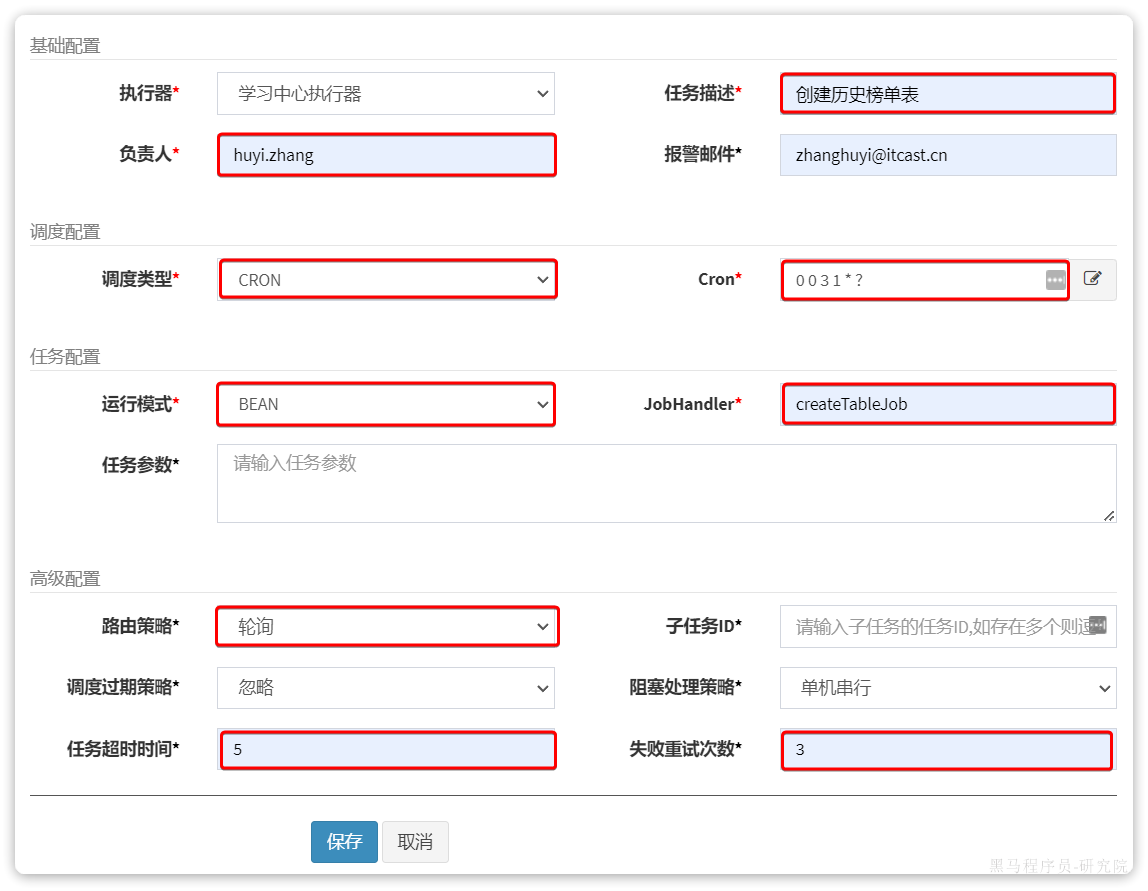 基础配置
执行器* 学习中心执行器 任务描述* 创建历史榜单表
负责人* huyi.zhang 报警邮件* zhanghuyi@itcast.cn
调度配置
调度类型* CRON Cron* 0 0 3 1 * ?
任务配置
运行模式* BEAN JobHandler* createTableJob
任务参数* 请输入任务参数
高级配置
路由策略* 轮询 子任务ID* 请输入子任务的任务ID,如存在多个则逗
调度过期策略* 忽略 阻塞处理策略* 单机串行
任务超时时间* 5 失败重试次数* 3
保存 取消
黑马程序员-研究院